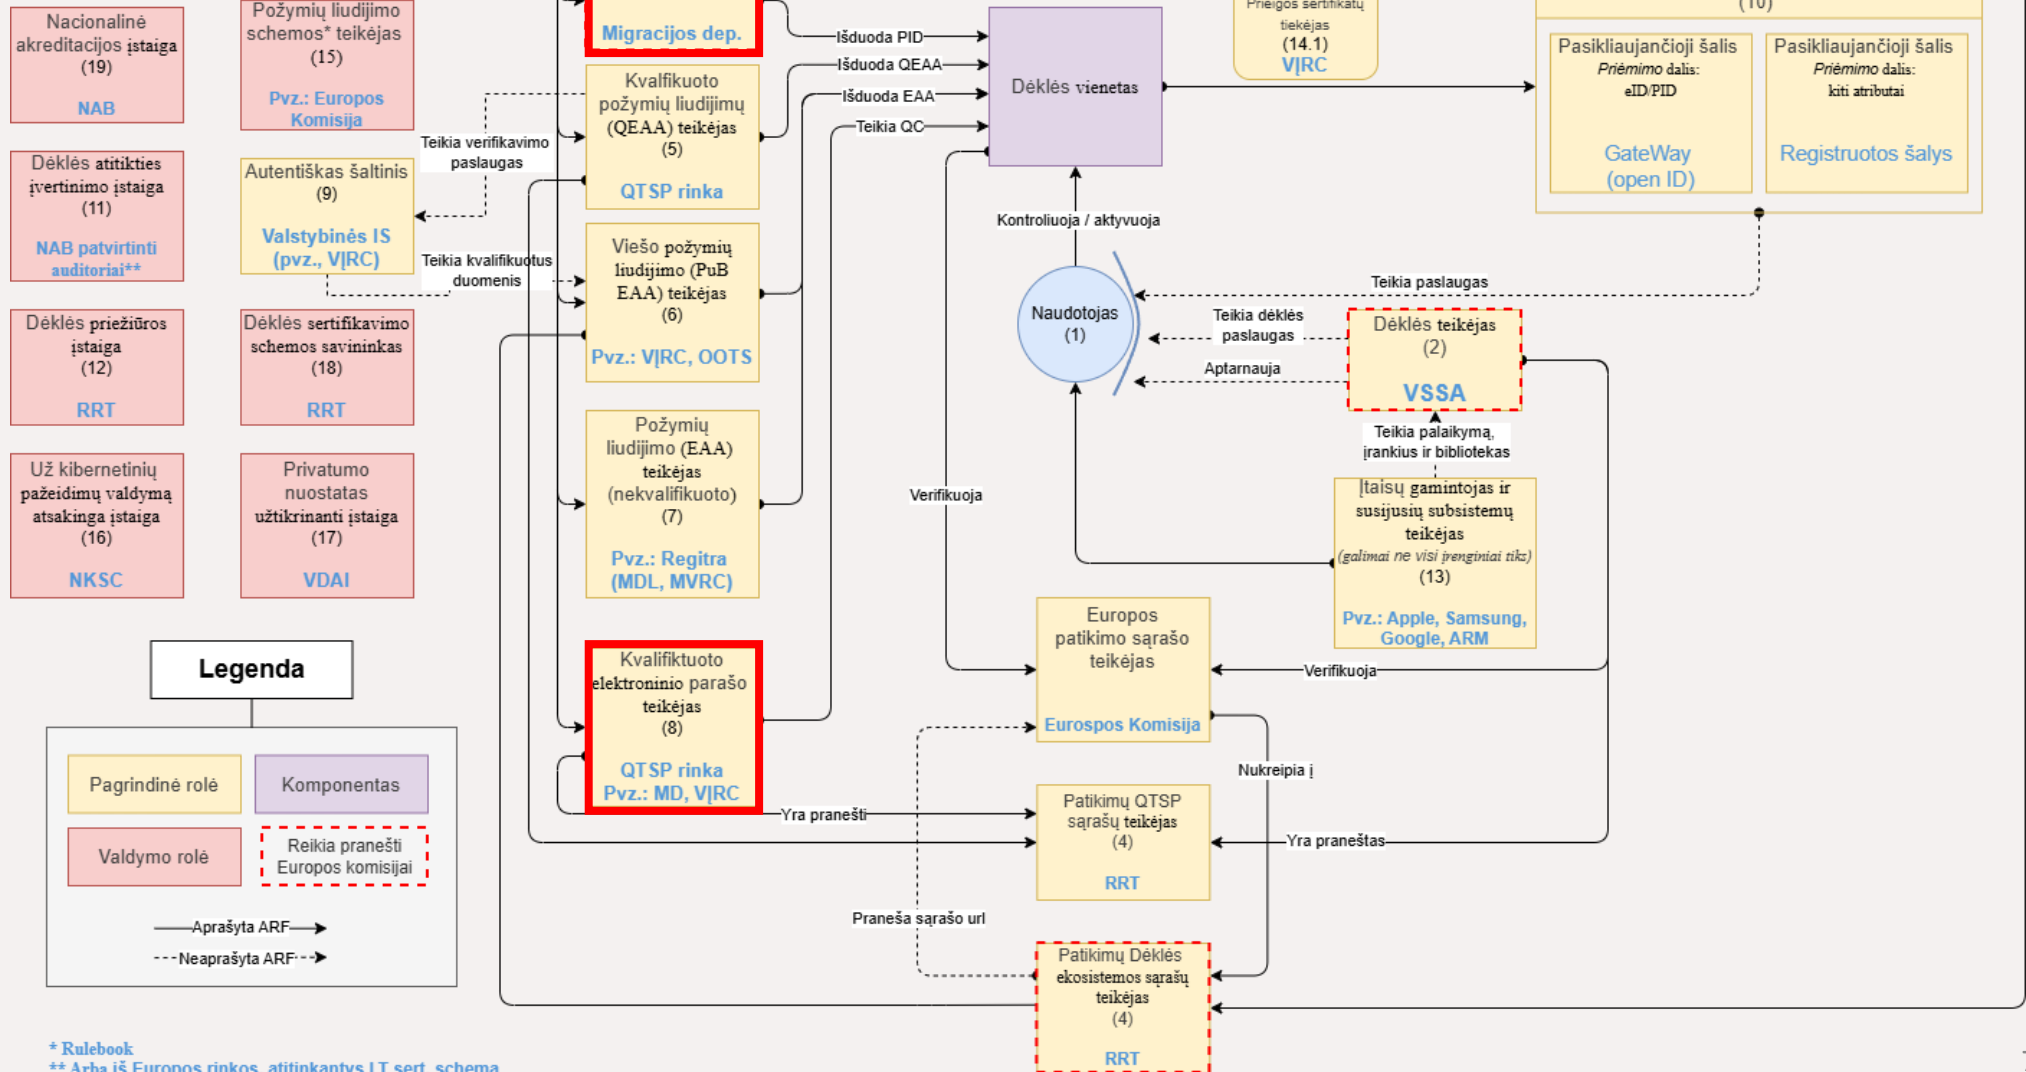 Nacionalinė
akreditacijos įstaiga
(19)
NAB
Požymių liudijimo
schemos* teikėjas
(15)
Pvz.: Europos
Komisija
Migracijos dep.
Išduoda PID
Išduoda QEAA
Išduoda EAA
Teikia QC
Dėklės vienetas
Prieigos sertifikatų
tiekėjas
(14.1)
VĮRC
(10)
Pasikliaujančioji šalis
Priėmimo dalis:
eID/PID
GateWay
(open ID)
Pasikliaujančioji šalis
Priėmimo dalis:
kiti atributai
Registruotos šalys
Kvalfikuoto
požymių liudijimų
(QEAA) teikėjas
(5)
QTSP rinka
Teikia verifikavimo
paslaugas
Dėklės atitikties
įvertinimo įstaiga
(11)
NAB patvirtinti
auditoriai**
Autentiškas šaltinis
(9)
Valstybinės IS
(pvz., VĮRC)
Teikia kvalifikuotus
duomenis
Viešo požymių
liudijimo (PuB
EAA) teikėjas
(6)
Pvz.: VĮRC, OOTS
Kontroliuoja / aktyvuoja
Naudotojas
(1)
Teikia paslaugas
Teikia dėklės
paslaugas
Aptarnauja
Dėklės teikėjas
(2)
VSSA
Teikia palaikymą,
įrankius ir bibliotekas
Dėklės priežiūros
įstaiga
(12)
RRT
Dėklės sertifikavimo
schemos savininkas
(18)
RRT
Požymių
liudijimo (EAA)
teikėjas
(nekvalifikuoto)
(7)
Pvz.: Regitra
(MDL, MVRC)
Verifikuoja
Įtaisų gamintojas ir
susijusių subsistemų
teikėjas
(galimai ne visi įrenginiai tiks)
(13)
Pvz.: Apple, Samsung,
Google, ARM
Už kibernetinių
pažeidimų valdymą
atsakinga įstaiga
(16)
NKSC
Privatumo
nuostatas
užtikrinanti įstaiga
(17)
VDAI
Europos
patikimo sąrašo
teikėjas
Eurospos Komisija
Verifikuoja
Kvalifiktuoto
elektroninio parašo
teikėjas
(8)
QTSP rinka
Pvz.: MD, VĮRC
Nukreipia į
Yra pranešti
Patikimų QTSP
sąrašų teikėjas
(4)
RRT
Yra praneštas
Praneša sąrašo url
Patikimų Dėklės
ekosistemos sąrašų
teikėjas
(4)
RRT
Legenda
Pagrindinė rolė
Komponentas
Valdymo rolė
Reikia pranešti
Europos komisijai
Aprašyta ARF
Neaprašyta ARF
* Rulebook
** Arba iš Europos rinkos, atitinkantys LT sert. schemą